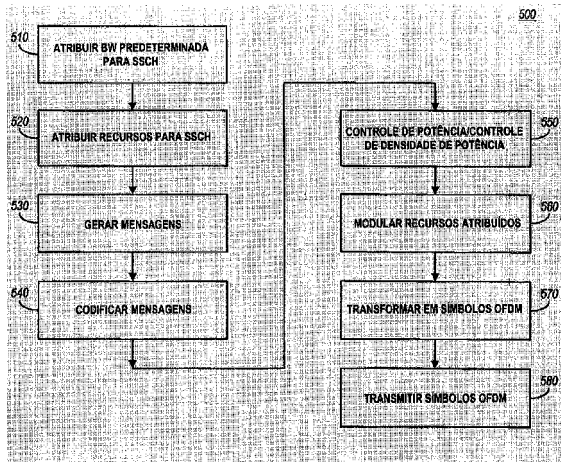 500
510
ATRIBUIR BW PREDETERMINADA
PARA SSCH
520
ATRIBUIR RECURSOS PARA SSCH
530
GERAR MENSAGENS
540
CODIFICAR MENSAGENS
550
CONTROLE DE POTÊNCIA/CONTROLE
DE DENSIDADE DE POTÊNCIA
560
MODULAR RECURSOS ATRIBUÍDOS
570
TRANSFORMAR EM SÍMBOLOS OFDM
580
TRANSMITIR SÍMBOLOS OFDM